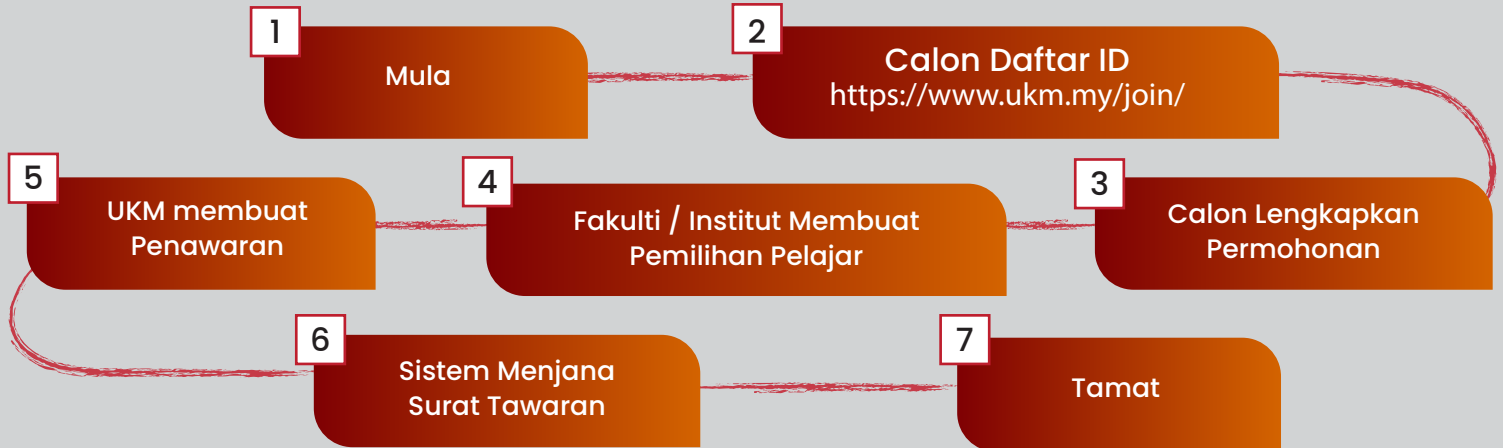 1
Mula
2
Calon Daftar ID
https://www.ukm.my/join/
3
Calon Lengkapkan
Permohonan
4
Fakulti / Institut Membuat
Pemilihan Pelajar
5
UKM membuat
Penawaran
6
Sistem Menjana
Surat Tawaran
7
Tamat